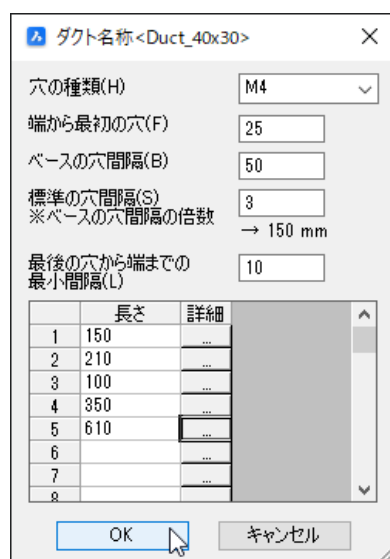 ダクト名称<Duct_40x30>
穴の種類(H) M4
端から最初の穴(F) 25
ベースの穴間隔(B) 50
標準の穴間隔(S) 3
※ベースの穴間隔の倍数 → 150 mm
最後の穴から端までの
最小間隔(L) 10
長さ 詳細
1 150 ...
2 210 ...
3 100 ...
4 350 ...
5 610 ...
6 ...
7 ...
8
OK キャンセル